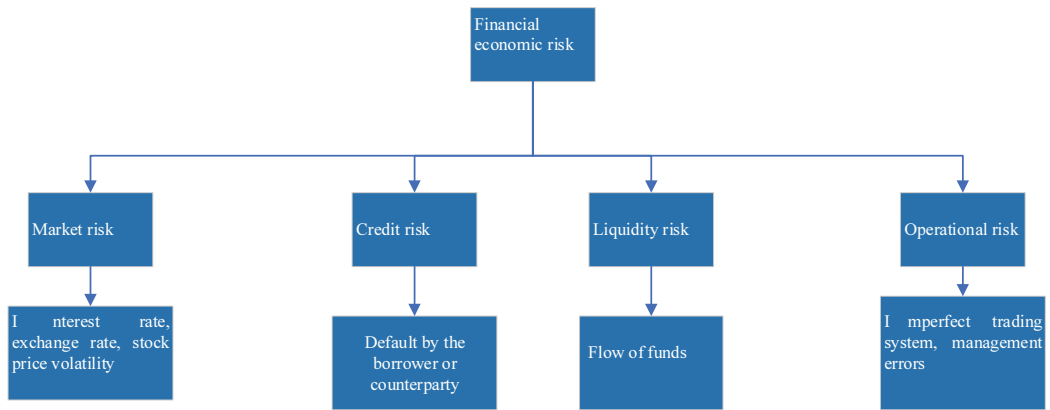 Financial
economic risk
Market risk
Credit risk
Liquidity risk
Operational risk
I nterest rate,
exchange rate, stock
price volatility
Default by the
borrower or
counterparty
Flow of funds
I mperfect trading
system, management
errors